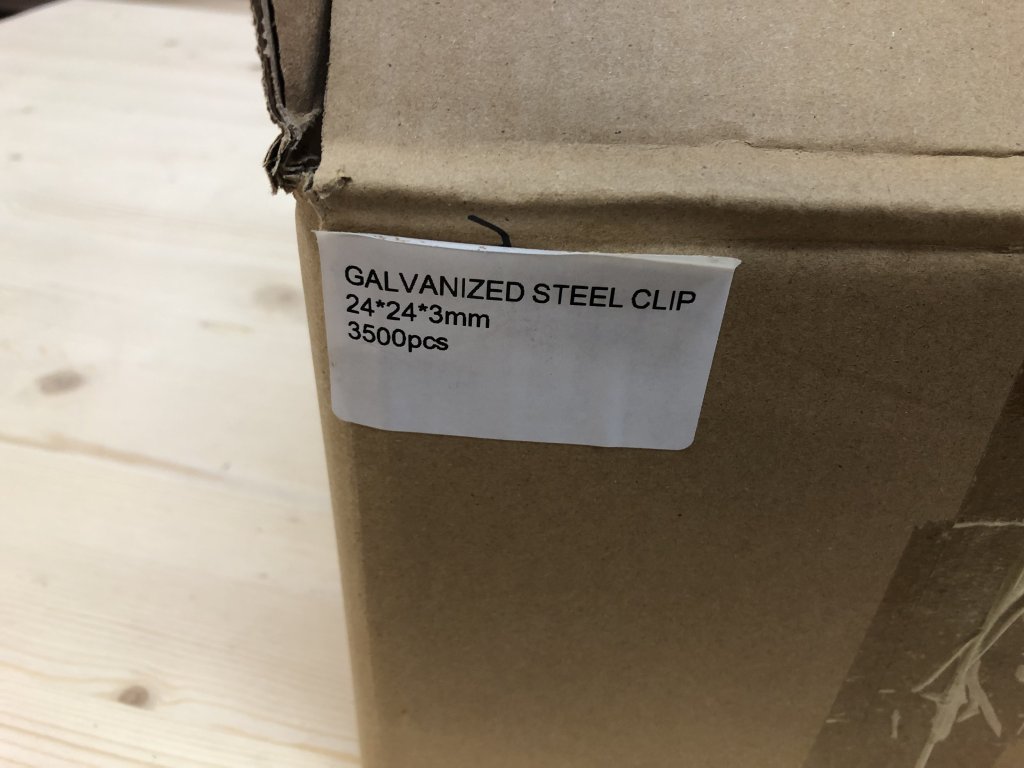 GALVANIZED STEEL CLIP
24*24*3mm
3500pcs